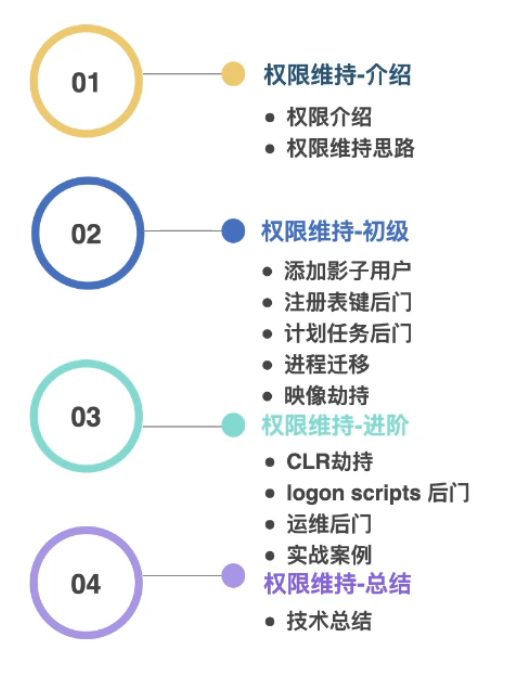 01
权限维持-介绍
● 权限介绍
● 权限维持思路
02
权限维持-初级
● 添加影子用户
● 注册表键后门
● 计划任务后门
● 进程迁移
● 映像劫持
03
权限维持-进阶
● CLR劫持
● logon scripts 后门
● 运维后门
● 实战案例
04
权限维持-总结
● 技术总结